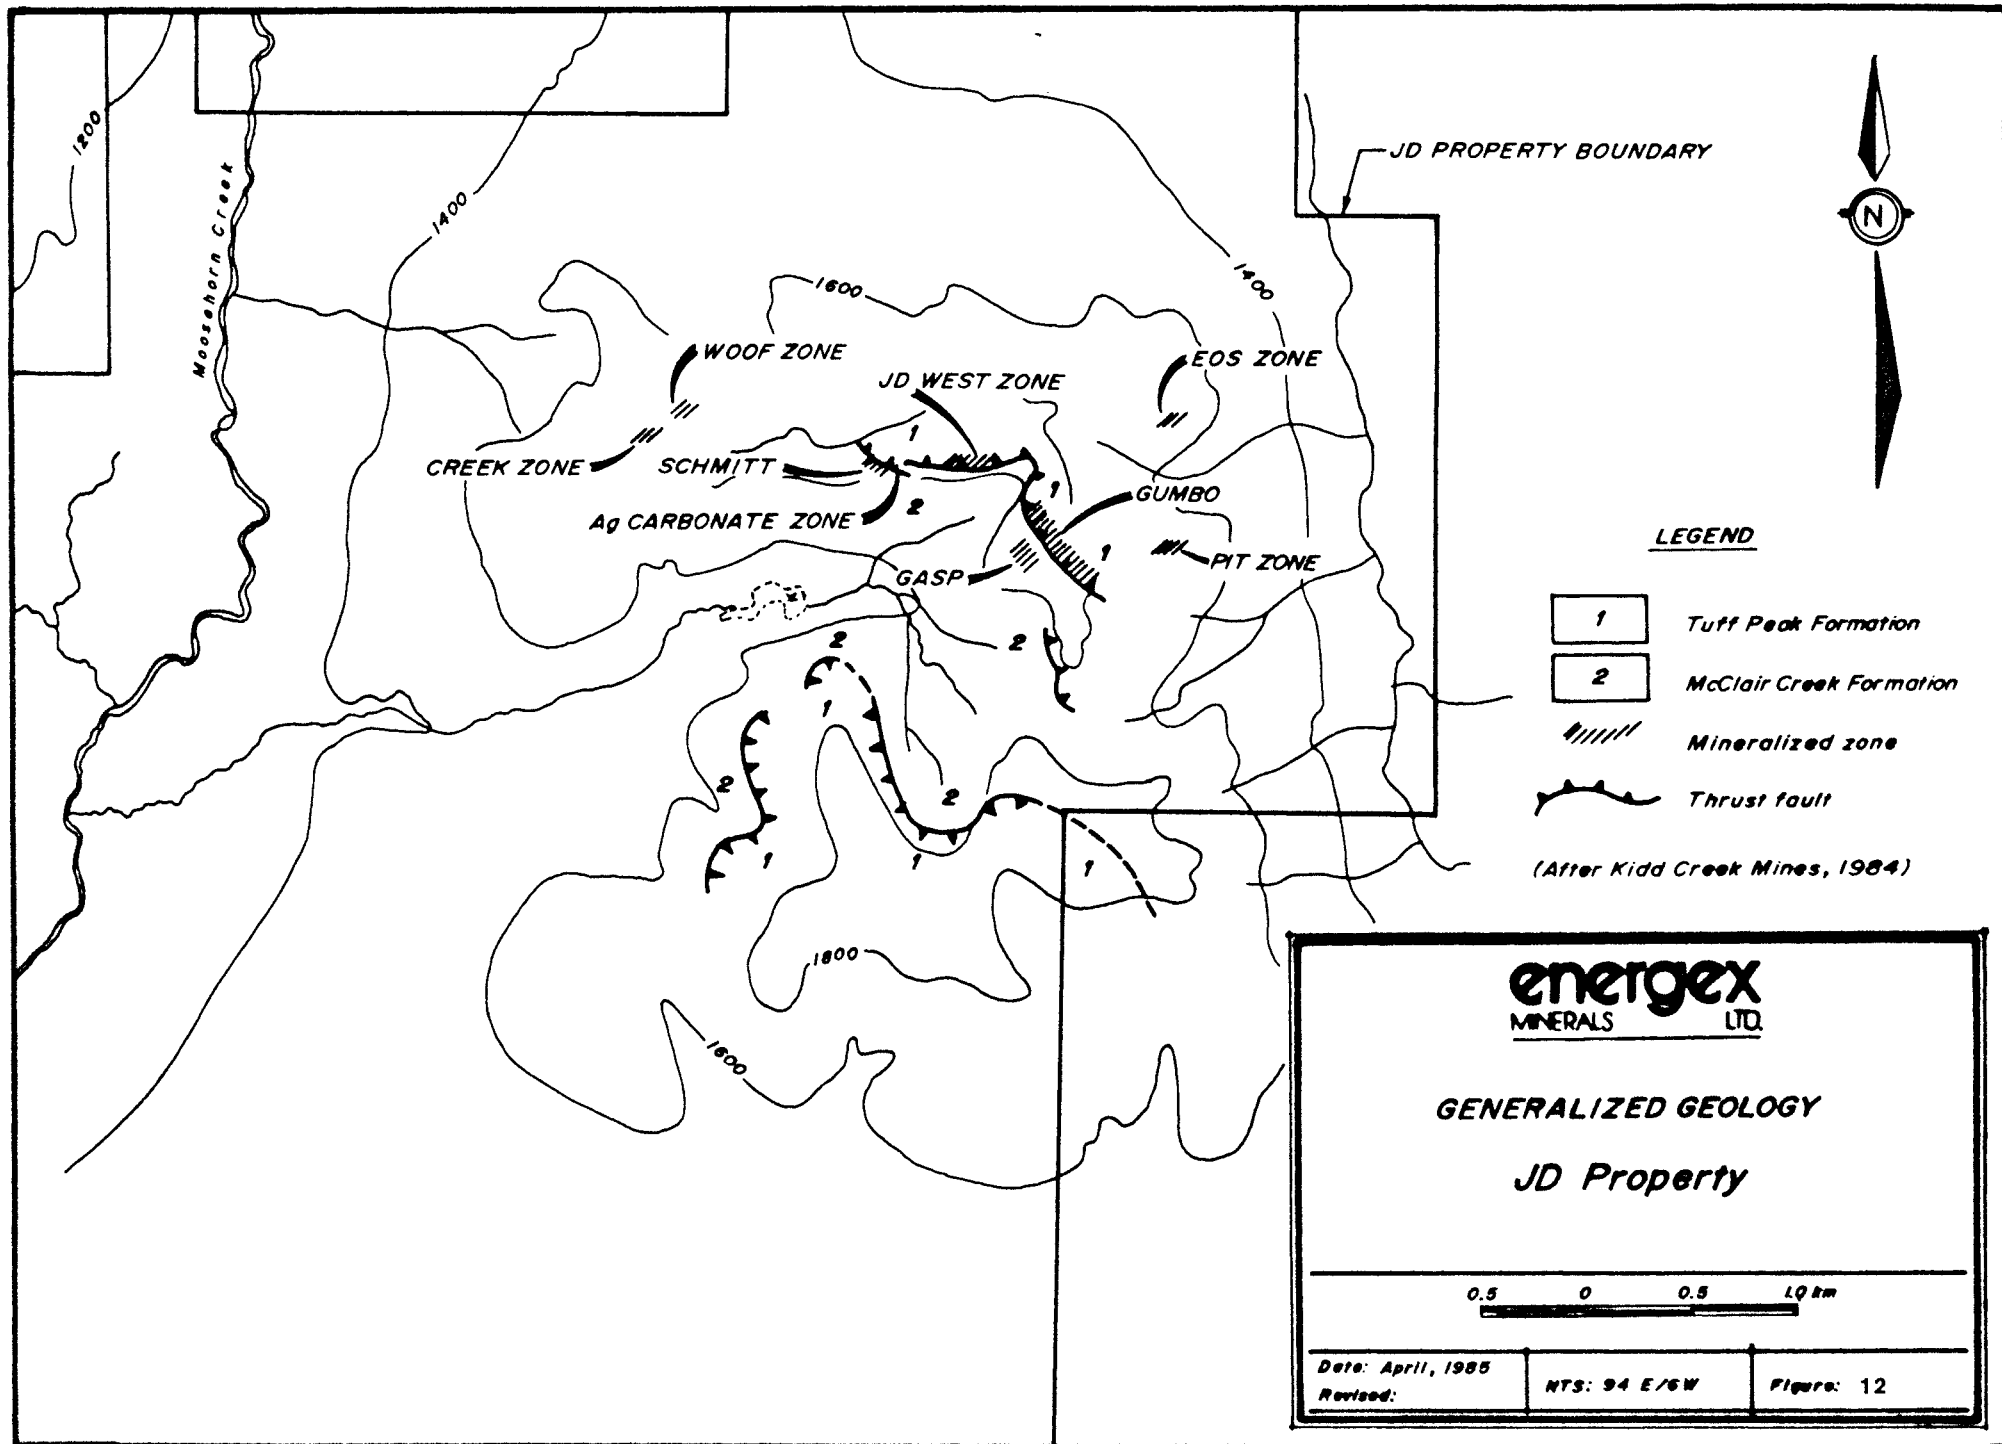 1200
Moosehorn Creek
1400
1600
1400
JD PROPERTY BOUNDARY
N
WOOF ZONE
JD WEST ZONE
EOS ZONE
1
CREEK ZONE
SCHMITT
Ag CARBONATE ZONE
2
1
GUMBO
1
PIT ZONE
GASP
2
2
1
2
2
1
1
1
1800
1600
LEGEND
1 Tuff Peak Formation
2 McClair Creek Formation
Mineralized zone
Thrust fault
(After Kidd Creek Mines, 1984)
energex
MINERALS LTD.
GENERALIZED GEOLOGY
JD Property
0.5 0 0.5 1.0 km
Date: April, 1985
Revised:
NTS: 94 E/6W
Figure: 12